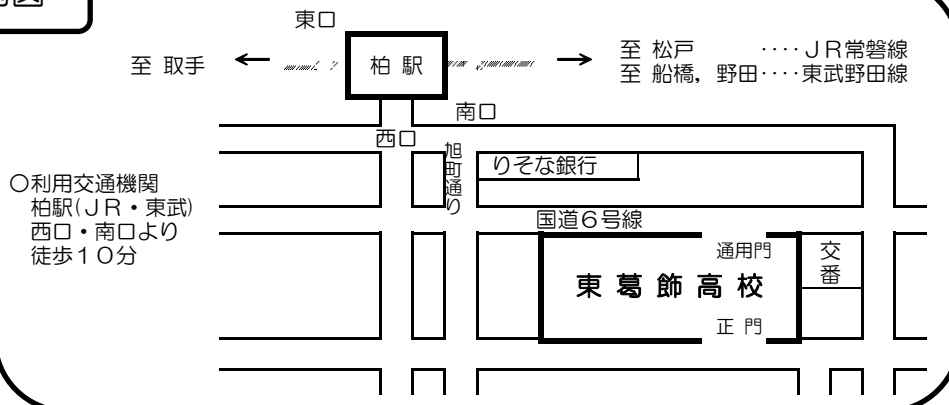 東口
至 取手
柏 駅
至 松戸 ････ＪＲ常磐線
至 船橋，野田････東武野田線
南口
西口
旭町通り
りそな銀行
○利用交通機関
柏駅(ＪＲ・東武)
西口・南口より
徒歩１０分
国道６号線
通用門
交番
東 葛 飾 高 校
正 門